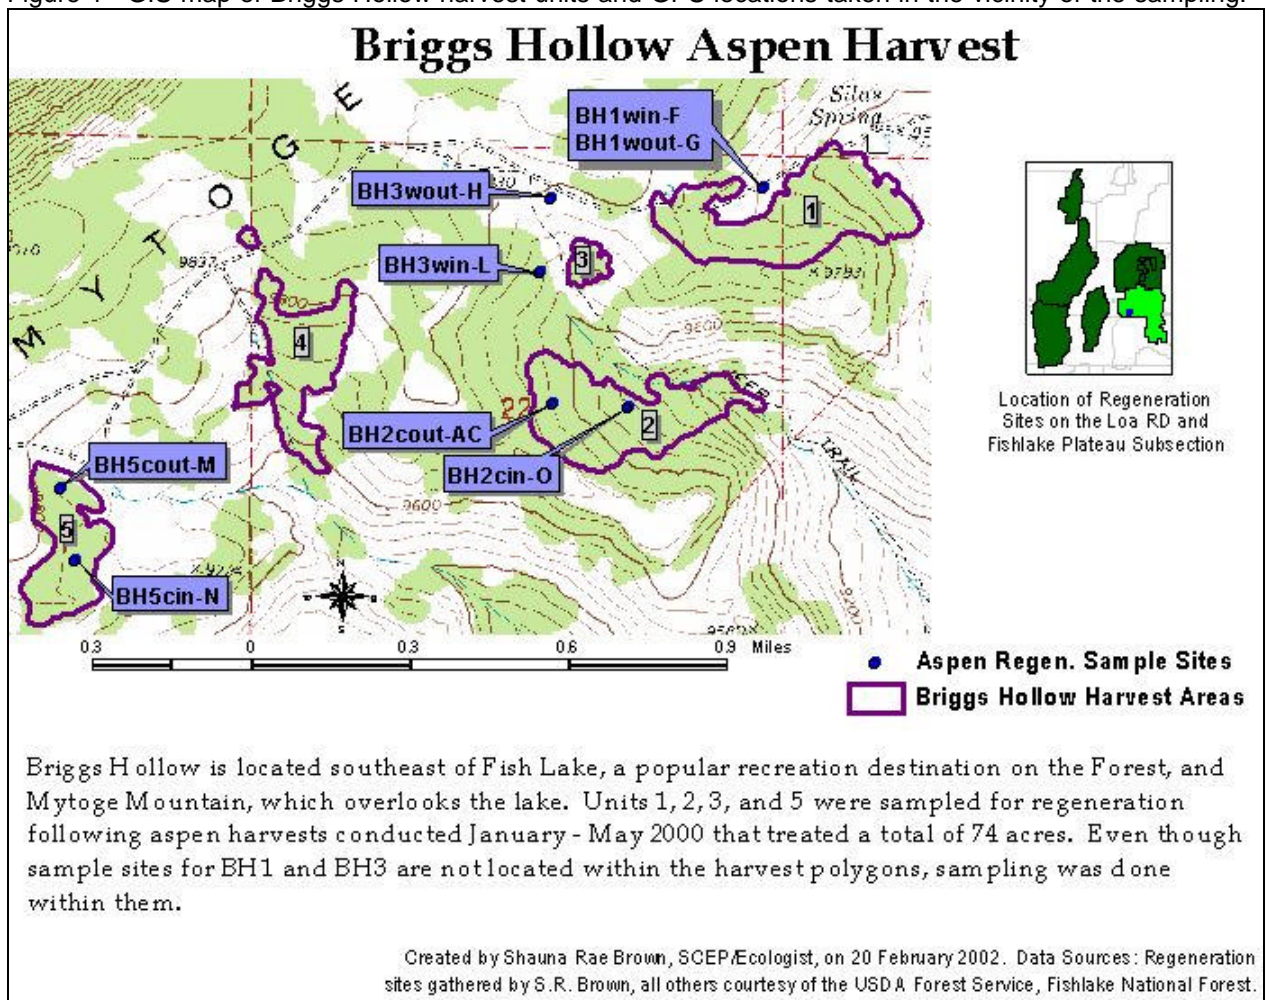 Figure 1 - GIS map of Briggs Hollow harvest units and GPS locations taken in the vicinity of the sampling.
Briggs Hollow Aspen Harvest
MYTOGE
Silas
Spring
BH1win-F
BH1wout-G
BH3wout-H
BH3win-L
9837
1
3
4
9600
22
BH2cout-AC
2
BH2cin-O
TRAIL
BH5cout-M
9600
5
BH5cin-N
Location of Regeneration
Sites on the Loa RD and
Fishlake Plateau Subsection
0.3 0 0.3 0.6 0.9 Miles
Aspen Regen. Sample Sites
Briggs Hollow Harvest Areas
Briggs Hollow is located southeast of Fish Lake, a popular recreation destination on the Forest, and
Mytoge Mountain, which overlooks the lake. Units 1, 2, 3, and 5 were sampled for regeneration
following aspen harvests conducted January - May 2000 that treated a total of 74 acres. Even though
sample sites for BH1 and BH3 are not located within the harvest polygons, sampling was done
within them.
Created by Shauna Rae Brown, SCEP/Ecologist, on 20 February 2002. Data Sources: Regeneration
sites gathered by S.R. Brown, all others courtesy of the USDA Forest Service, Fishlake National Forest.